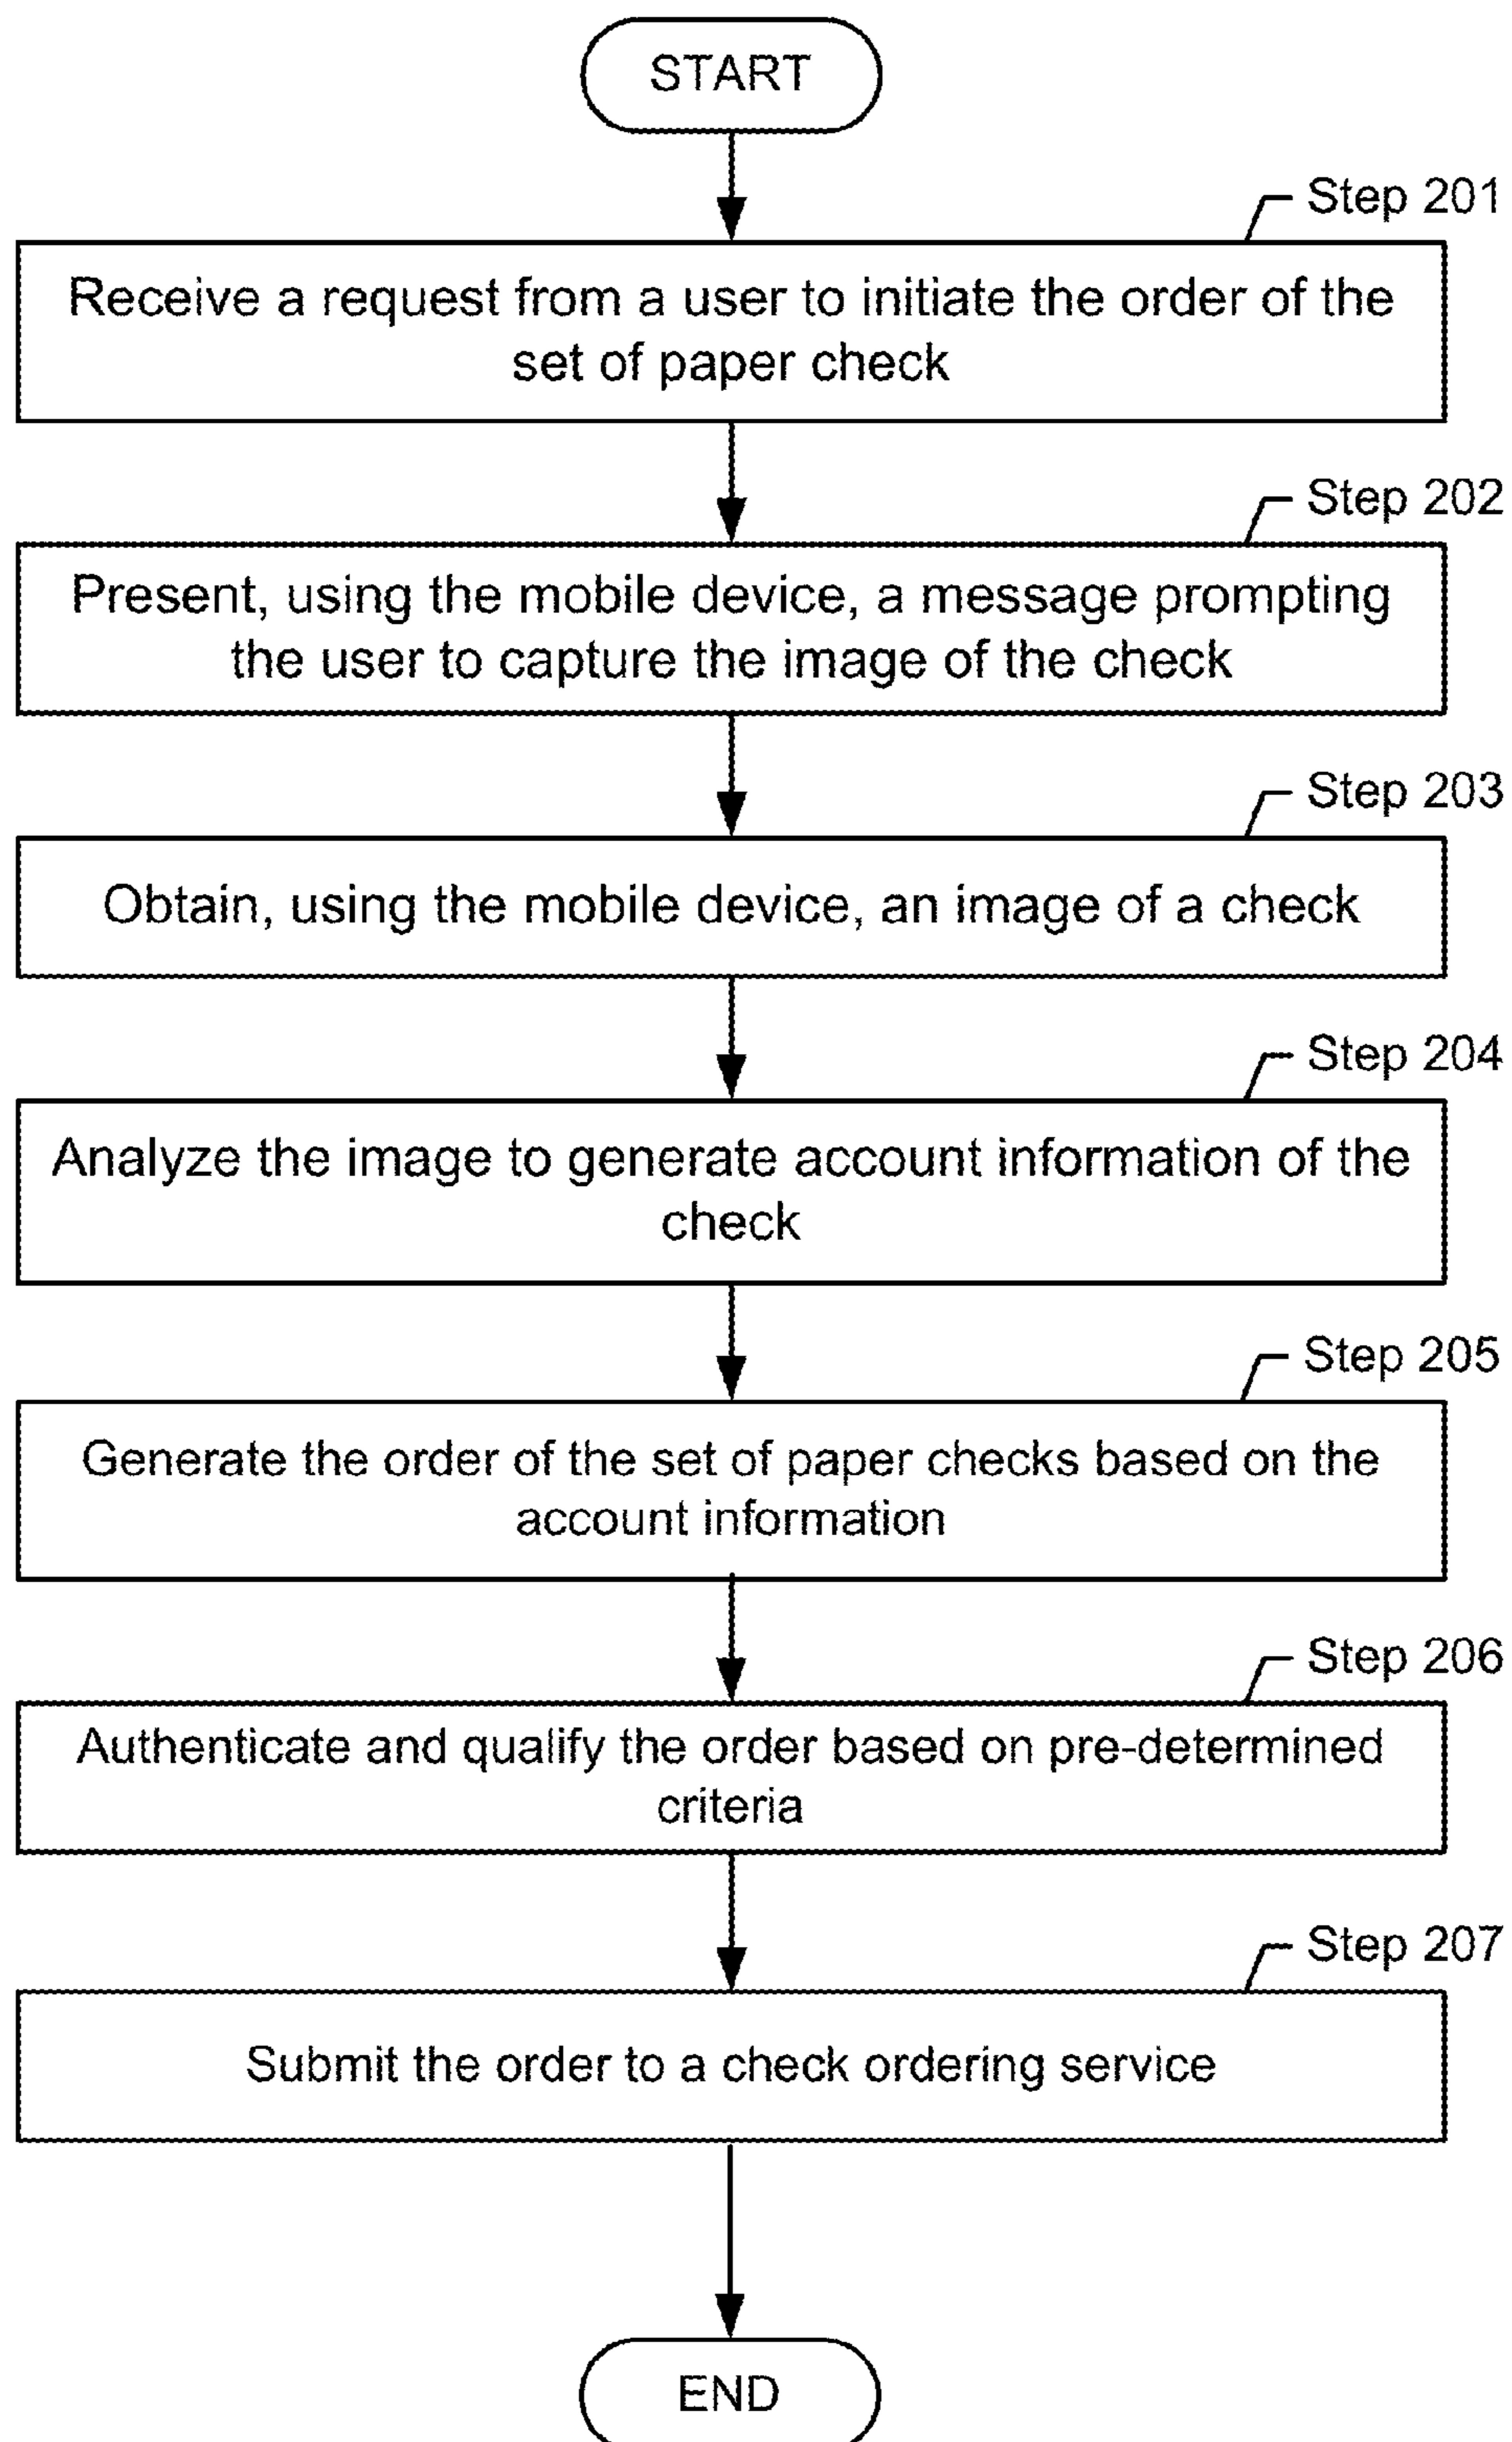 START
Step 201
Receive a request from a user to initiate the order of the
set of paper check
Step 202
Present, using the mobile device, a message prompting
the user to capture the image of the check
Step 203
Obtain, using the mobile device, an image of a check
Step 204
Analyze the image to generate account information of the
check
Step 205
Generate the order of the set of paper checks based on the
account information
Step 206
Authenticate and qualify the order based on pre-determined
criteria
Step 207
Submit the order to a check ordering service
END